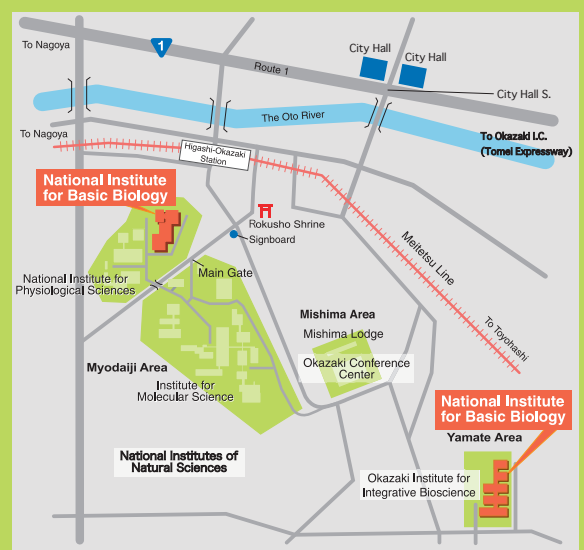 To Nagoya
1
Route 1
City Hall
City Hall
City Hall S.
The Oto River
To Nagoya
Higashi-Okazaki
Station
To Okazaki I.C.
(Tomei Expressway)
National Institute
for Basic Biology
Rokusho Shrine
Signboard
Meitetsu Line
To Toyohashi
National Institute for
Physiological Sciences
Main Gate
Mishima Area
Mishima Lodge
Okazaki Conference
Center
Myodaiji Area
Institute for
Molecular Science
National Institute
for Basic Biology
Yamate Area
National Institutes of
Natural Sciences
Okazaki Institute for
Integrative Bioscience